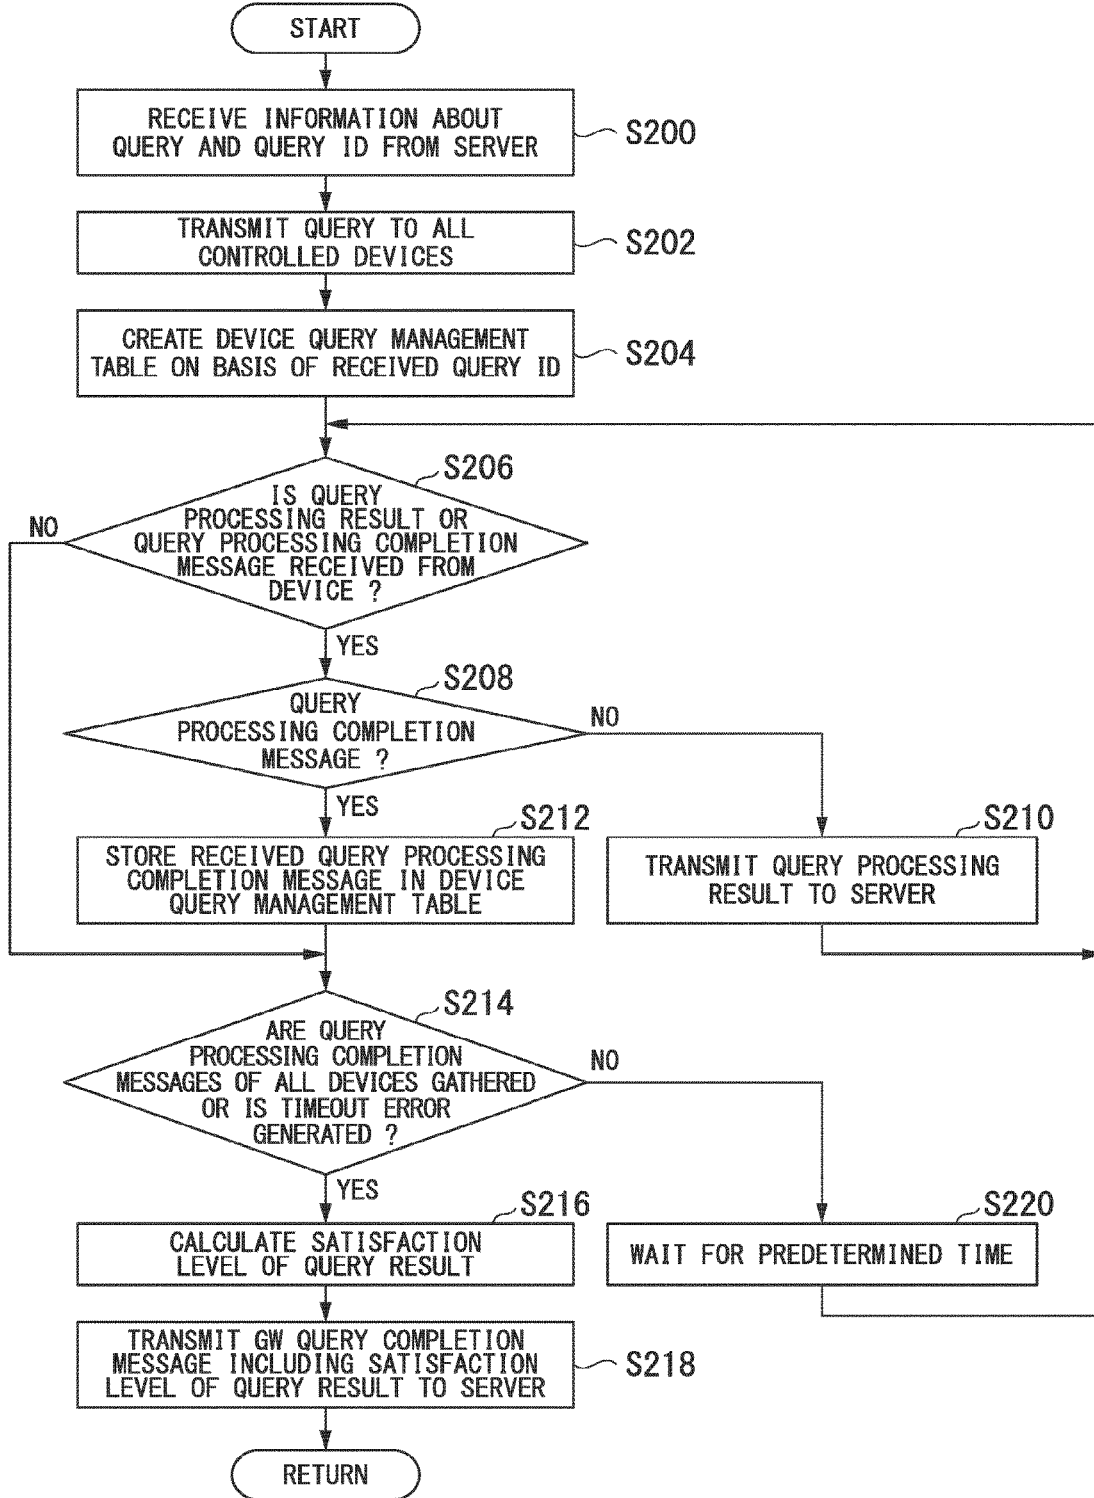 START
RECEIVE INFORMATION ABOUT
QUERY AND QUERY ID FROM SERVER
S200
TRANSMIT QUERY TO ALL
CONTROLLED DEVICES
S202
CREATE DEVICE QUERY MANAGEMENT
TABLE ON BASIS OF RECEIVED QUERY ID
S204
S206
IS QUERY
PROCESSING RESULT OR
QUERY PROCESSING COMPLETION
MESSAGE RECEIVED FROM
DEVICE ?
NO
YES
S208
QUERY
PROCESSING COMPLETION
MESSAGE ?
NO
YES
S212
STORE RECEIVED QUERY PROCESSING
COMPLETION MESSAGE IN DEVICE
QUERY MANAGEMENT TABLE
S210
TRANSMIT QUERY PROCESSING
RESULT TO SERVER
S214
ARE QUERY
PROCESSING COMPLETION
MESSAGES OF ALL DEVICES GATHERED
OR IS TIMEOUT ERROR
GENERATED ?
NO
YES
S216
CALCULATE SATISFACTION
LEVEL OF QUERY RESULT
S220
WAIT FOR PREDETERMINED TIME
TRANSMIT GW QUERY COMPLETION
MESSAGE INCLUDING SATISFACTION
LEVEL OF QUERY RESULT TO SERVER
S218
RETURN